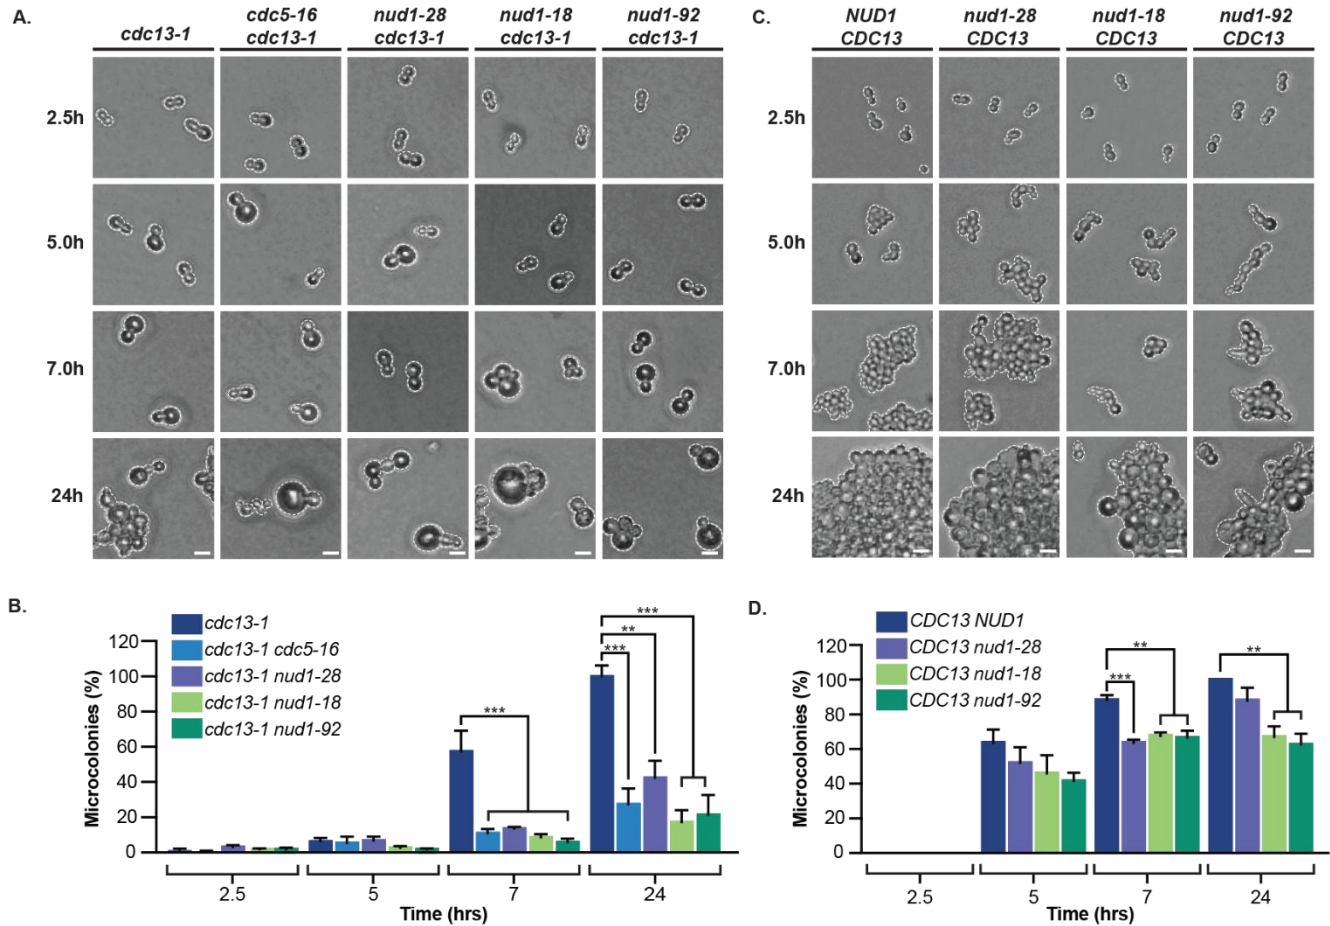 A.
cdc13-1
cdc5-16
cdc13-1
nud1-28
cdc13-1
nud1-18
cdc13-1
nud1-92
cdc13-1
2.5h
5.0h
7.0h
24h
C.
NUD1
CDC13
nud1-28
CDC13
nud1-18
CDC13
nud1-92
CDC13
2.5h
5.0h
7.0h
24h
B.
cdc13-1
cdc13-1 cdc5-16
cdc13-1 nud1-28
cdc13-1 nud1-18
cdc13-1 nud1-92
Microcolonies (%)
120
100
80
60
40
20
0
***
***
**
***
2.5
5
7
24
Time (hrs)
D.
CDC13 NUD1
CDC13 nud1-28
CDC13 nud1-18
CDC13 nud1-92
Microcolonies (%)
120
100
80
60
40
20
0
**
***
**
2.5
5
7
24
Time (hrs)